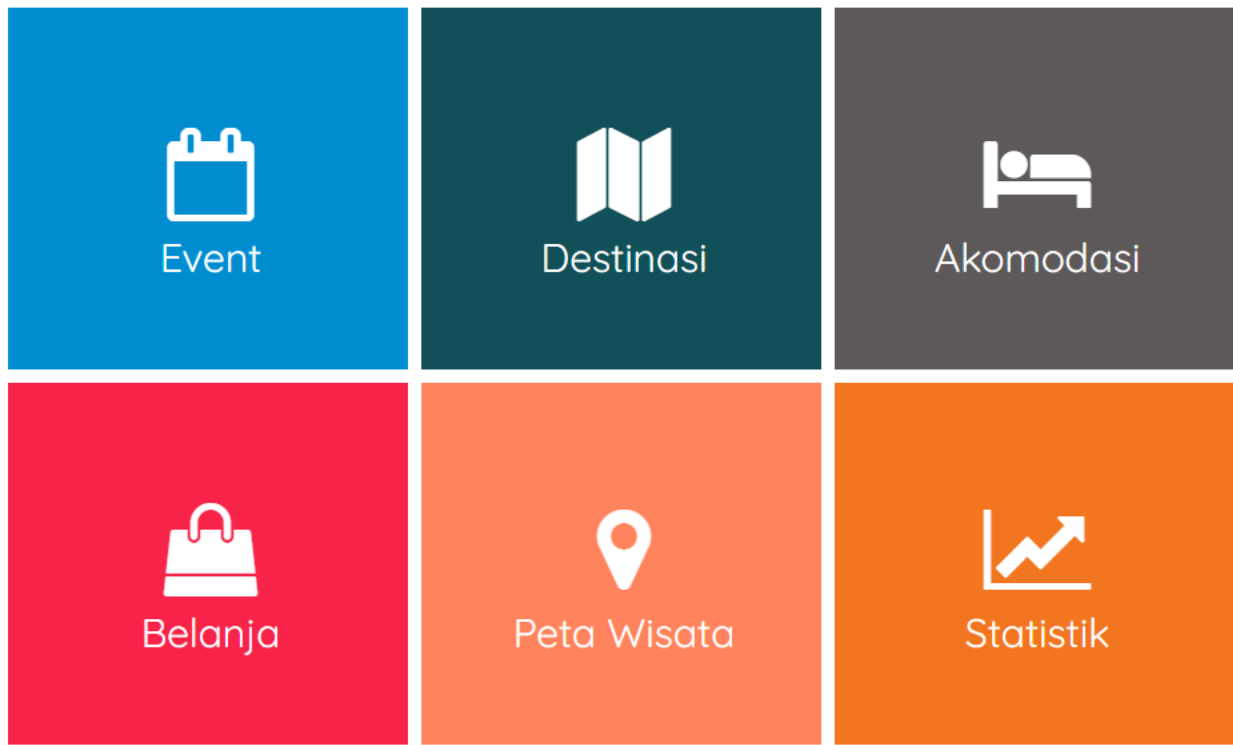 Event
Destinasi
Akomodasi
Belanja
Peta Wisata
Statistik